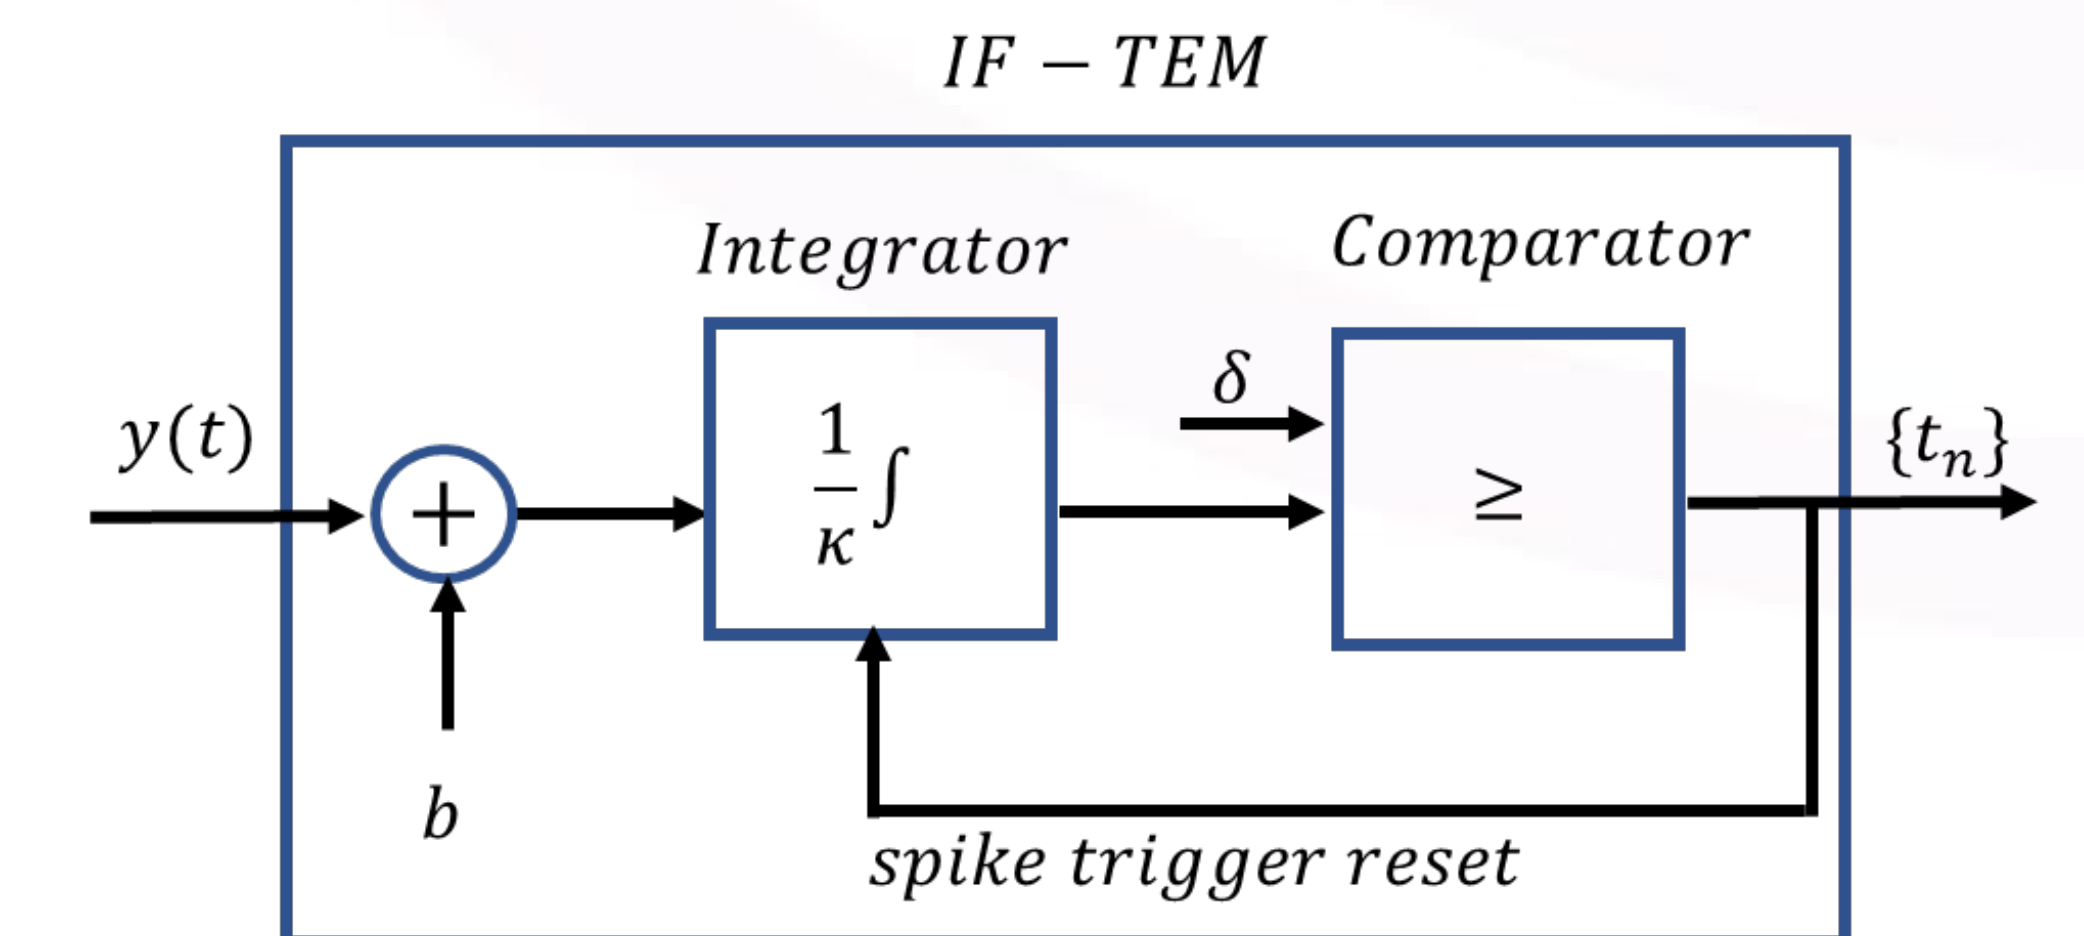 IF − TEM
Integrator
Comparator
y(t)
+
b
1/κ ∫
δ
≥
{tₙ}
spike trigger reset